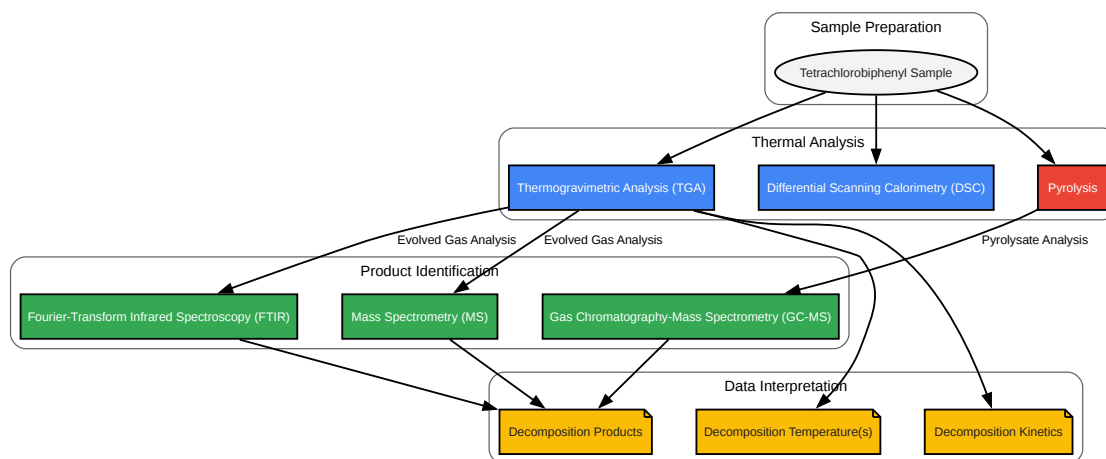 Sample Preparation
Tetrachlorobiphenyl Sample
Thermal Analysis
Thermogravimetric Analysis (TGA)
Differential Scanning Calorimetry (DSC)
Pyrolysis
Evolved Gas Analysis
Evolved Gas Analysis
Pyrolysate Analysis
Product Identification
Fourier-Transform Infrared Spectroscopy (FTIR)
Mass Spectrometry (MS)
Gas Chromatography-Mass Spectrometry (GC-MS)
Data Interpretation
Decomposition Products
Decomposition Temperature(s)
Decomposition Kinetics